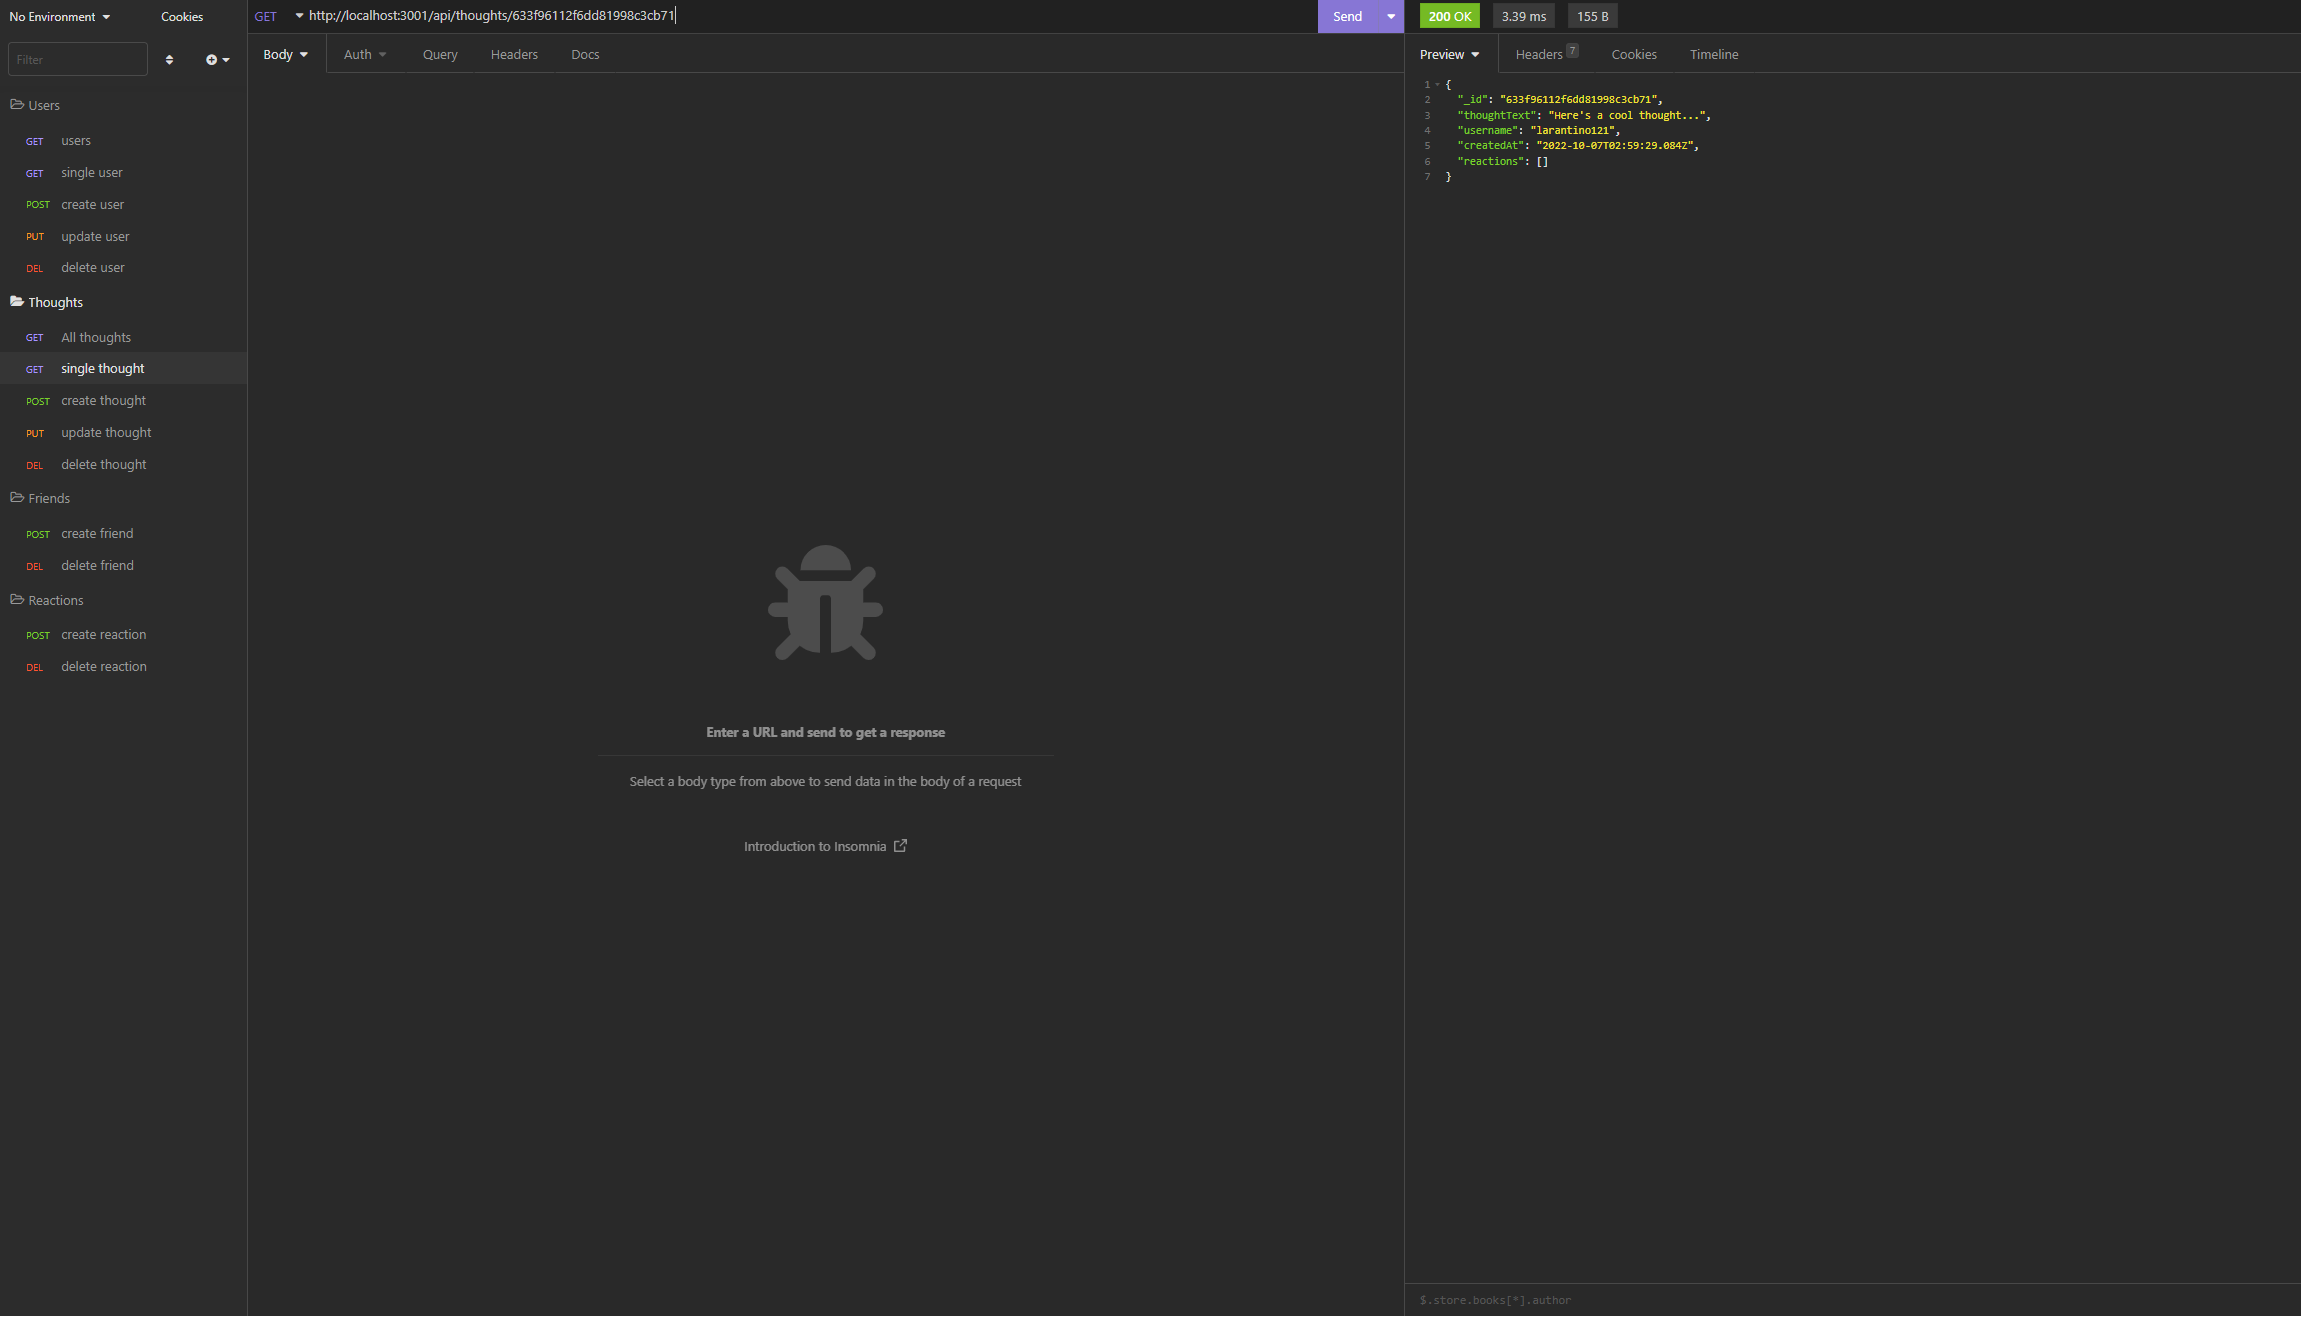 No Environment
Cookies
Filter
Users
GET users
GET single user
POST create user
PUT update user
DEL delete user
Thoughts
GET All thoughts
GET single thought
POST create thought
PUT update thought
DEL delete thought
Friends
POST create friend
DEL delete friend
Reactions
POST create reaction
DEL delete reaction
GET http://localhost:3001/api/thoughts/633f96112f6dd81998c3cb71
Send
Body Auth Query Headers Docs
Enter a URL and send to get a response
Select a body type from above to send data in the body of a request
Introduction to Insomnia
200 OK 3.39 ms 155 B
Preview Headers 7 Cookies Timeline
1 {
2 "_id": "633f96112f6dd81998c3cb71",
3 "thoughtText": "Here's a cool thought...",
4 "username": "larantino121",
5 "createdAt": "2022-10-07T02:59:29.084Z",
6 "reactions": []
7 }
$.store.books[*].author